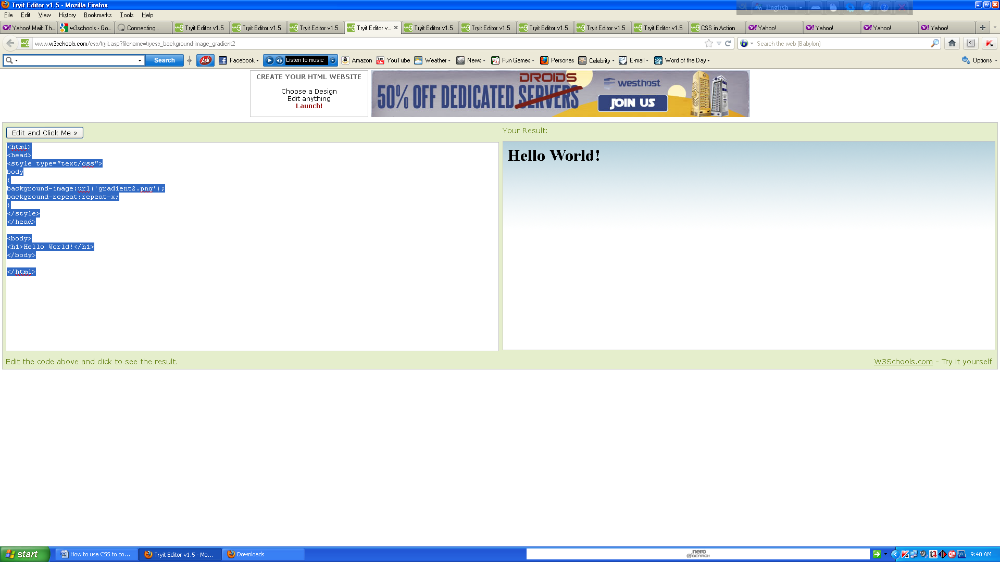 Tryit Editor v1.5 - Mozilla Firefox
English
File Edit View History Bookmarks Tools Help
Yahoo! Mail: Th... w3schools - Go... Connecting... Tryit Editor v1.5 Tryit Editor v1.5 Tryit Editor v1.5 Tryit Editor v... Tryit Editor v1.5 Tryit Editor v1.5 Tryit Editor v1.5 Tryit Editor v1.5 Tryit Editor v1.5 CSS in Action Yahoo! Yahoo! Yahoo! Yahoo!
www.w3schools.com/css/tryit.asp?filename=trycss_background-image_gradient2
Search the web (Babylon)
Search Ask Facebook Listen to music Amazon YouTube Weather News Fun Games Personas Celebrity E-mail Word of the Day Options
CREATE YOUR HTML WEBSITE
Choose a Design
Edit anything
Launch!
DROIDS
50% OFF DEDICATED SERVERS
westhost
JOIN US
Edit and Click Me »
Your Result:
<html>
<head>
<style type="text/css">
body
{
background-image:url('gradient2.png');
background-repeat:repeat-x;
}
</style>
</head>
<body>
<h1>Hello World!</h1>
</body>
</html>
Hello World!
Edit the code above and click to see the result.
W3Schools.com - Try it yourself
start How to use CSS to co... Tryit Editor v1.5 - Mo... Downloads
nero
SEARCH
9:40 AM